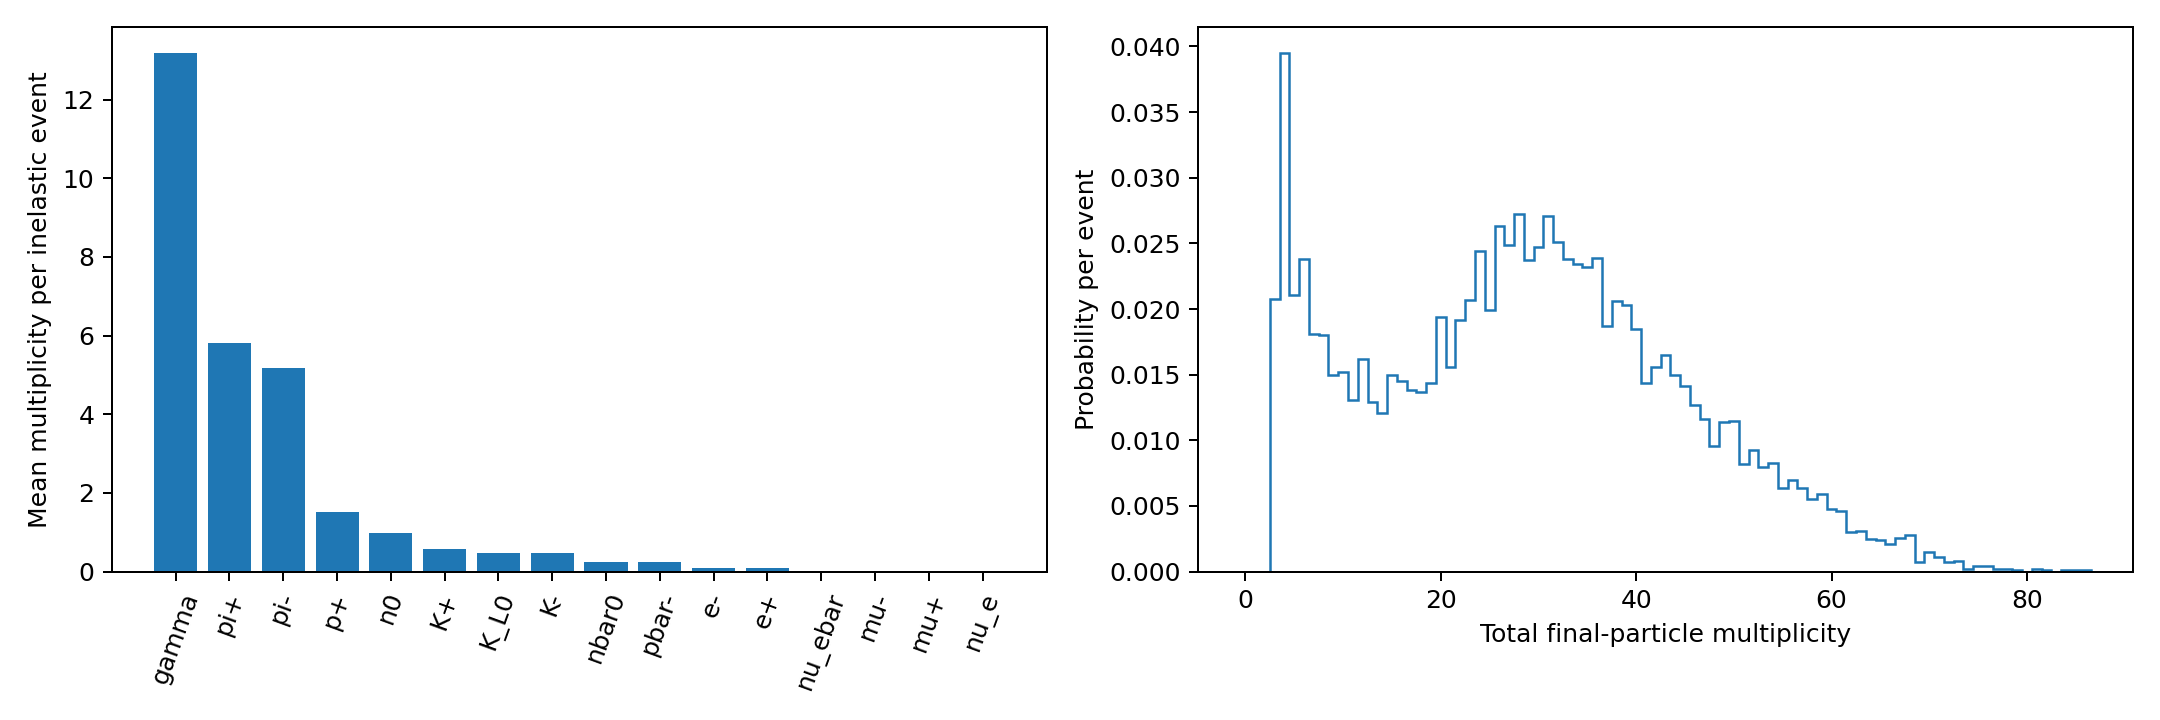 Mean multiplicity per inelastic event
12
10
8
6
4
2
0
gamma
pi+
pi-
p+
n0
K+
K_L0
K-
nbar0
pbar-
e-
e+
nu_ebar
mu-
mu+
nu_e
Probability per event
0.040
0.035
0.030
0.025
0.020
0.015
0.010
0.005
0.000
0
20
40
60
80
Total final-particle multiplicity